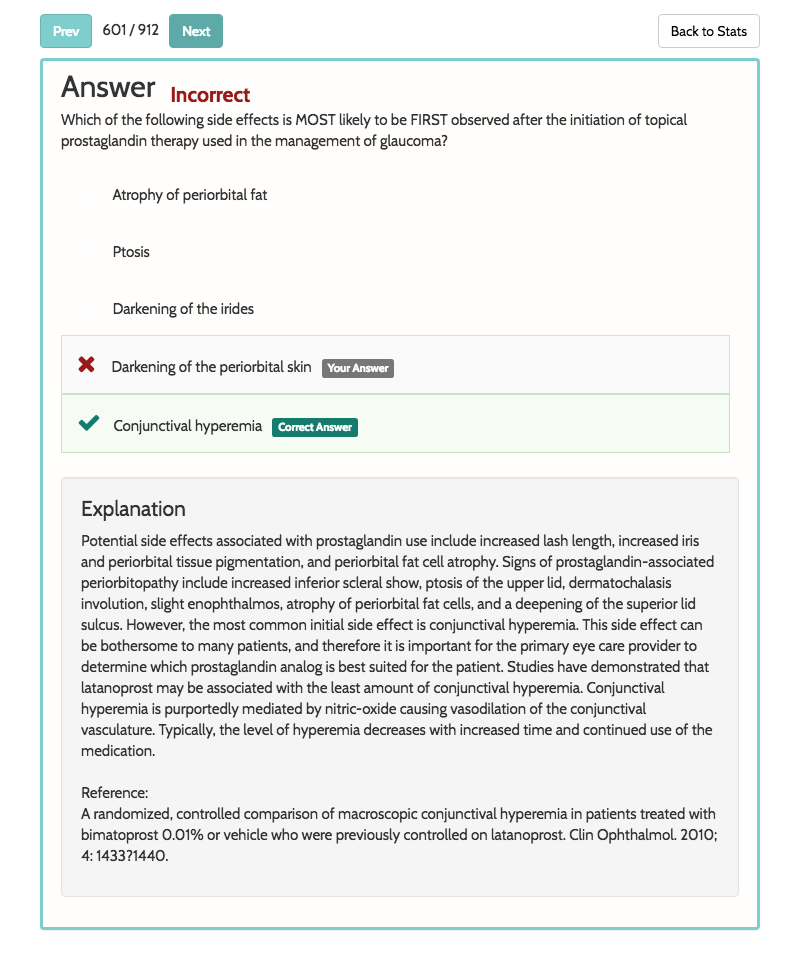 Prev 601 / 912 Next Back to Stats
Answer Incorrect
Which of the following side effects is MOST likely to be FIRST observed after the initiation of topical
prostaglandin therapy used in the management of glaucoma?
Atrophy of periorbital fat
Ptosis
Darkening of the irides
Darkening of the periorbital skin Your Answer
Conjunctival hyperemia Correct Answer
Explanation
Potential side effects associated with prostaglandin use include increased lash length, increased iris
and periorbital tissue pigmentation, and periorbital fat cell atrophy. Signs of prostaglandin-associated
periorbitopathy include increased inferior scleral show, ptosis of the upper lid, dermatochalasis
involution, slight enophthalmos, atrophy of periorbital fat cells, and a deepening of the superior lid
sulcus. However, the most common initial side effect is conjunctival hyperemia. This side effect can
be bothersome to many patients, and therefore it is important for the primary eye care provider to
determine which prostaglandin analog is best suited for the patient. Studies have demonstrated that
latanoprost may be associated with the least amount of conjunctival hyperemia. Conjunctival
hyperemia is purportedly mediated by nitric-oxide causing vasodilation of the conjunctival
vasculature. Typically, the level of hyperemia decreases with increased time and continued use of the
medication.
Reference:
A randomized, controlled comparison of macroscopic conjunctival hyperemia in patients treated with
bimatoprost 0.01% or vehicle who were previously controlled on latanoprost. Clin Ophthalmol. 2010;
4: 1433?1440.